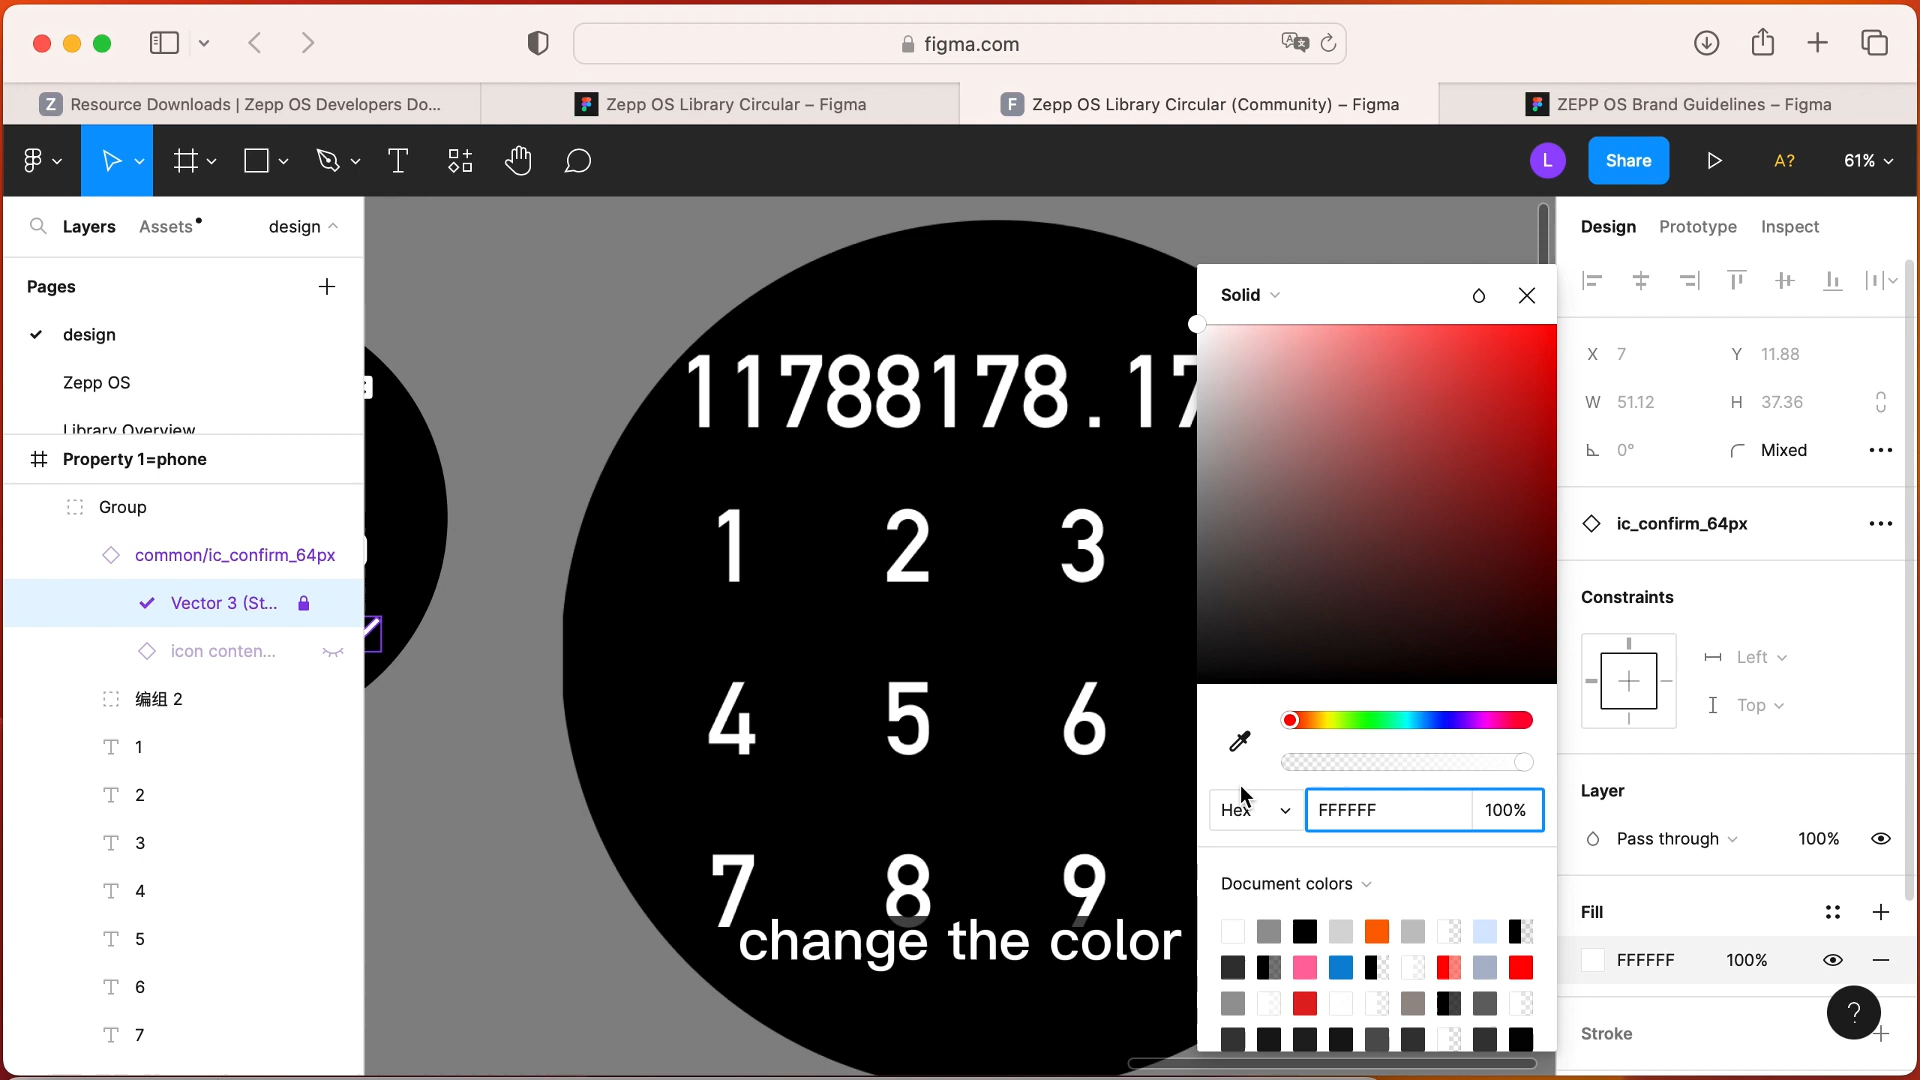 figma.com
Z Resource Downloads | Zepp OS Developers Do...
Zepp OS Library Circular – Figma
F Zepp OS Library Circular (Community) – Figma
ZEPP OS Brand Guidelines – Figma
L
Share
A?
61%
Layers
Assets
design
Pages
design
Zepp OS
Library Overview
Property 1=phone
Group
common/ic_confirm_64px
Vector 3 (St...
icon conten...
编组 2
T 1
T 2
T 3
T 4
T 5
T 6
T 7
11788178.17
1 2 3
4 5 6
7 8 9
change the color
Solid
Hex
FFFFFF
100%
Document colors
Design
Prototype
Inspect
X 7
Y 11.88
W 51.12
H 37.36
0°
Mixed
ic_confirm_64px
Constraints
Left
Top
Layer
Pass through
100%
Fill
FFFFFF
100%
?
Stroke